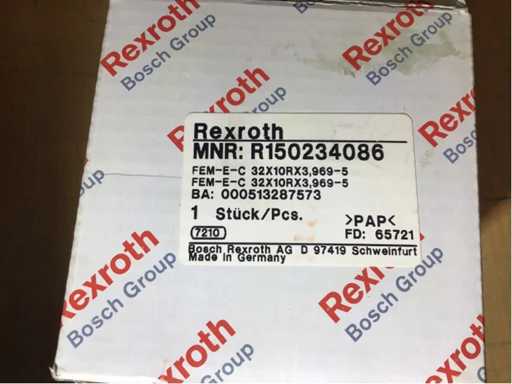 Rexroth
Bosch Group
Rexroth
Bosch Group
Rexroth
Bosch Group
Rexroth
MNR: R150234086
FEM-E-C 32X10RX3,969-5
FEM-E-C 32X10RX3,969-5
BA: 000513287573
1 Stück/Pcs.
>PAP<
7210
FD: 65721
Bosch Rexroth AG D 97419 Schweinfurt
Made in Germany
Rexroth
Bosch Group
Rexroth
Bosch Group
Rexroth
Bosch Group